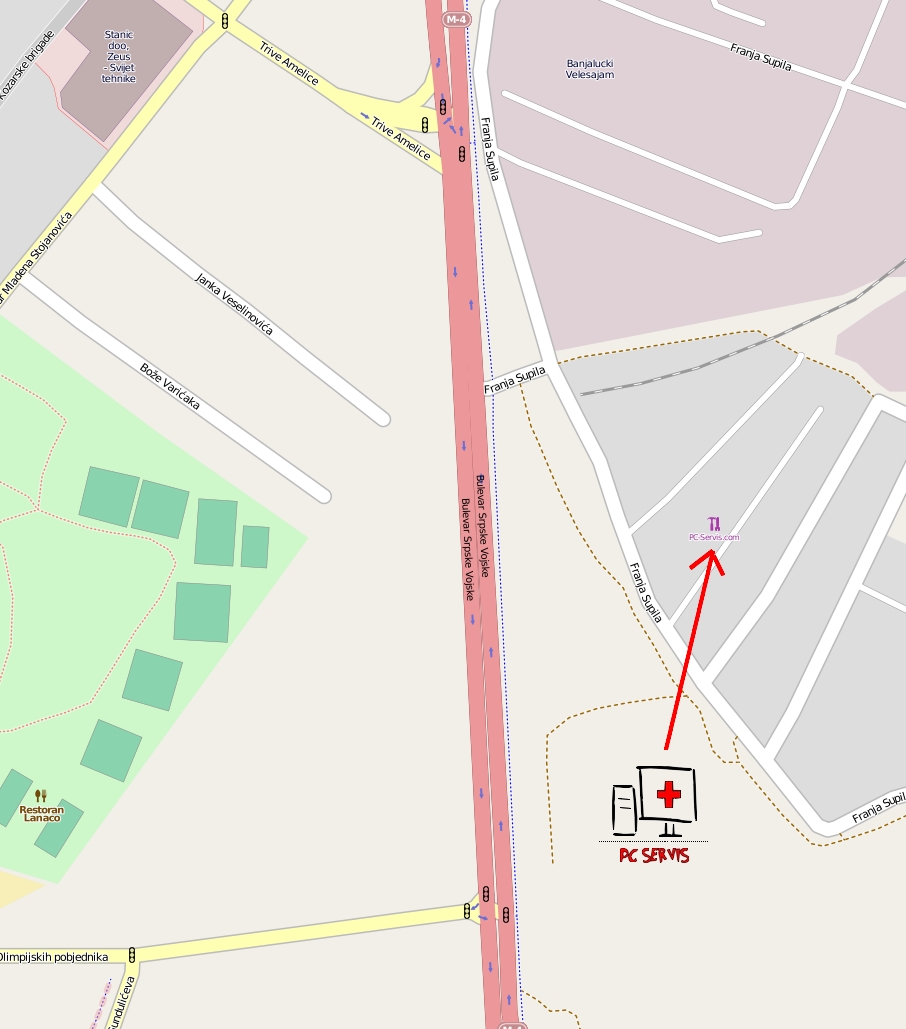 Stanic
doo,
Zeus
- Svijet
tehnike
Kozarske brigade
Trive Amelice
M-4
Franja Supila
Banjalucki
Velesajam
Trive Amelice
Franja Supila
Mladena Stojanovića
Janka Veselinovića
Bože Varićaka
Franja Supila
Bulevar Srpske Vojske
Bulevar Srpske Vojske
PC-Servis.com
Franja Supila
Restoran
Lanaco
PC SERVIS
Franja Supila
Olimpijskih pobjednika
Gundulićeva
M-4